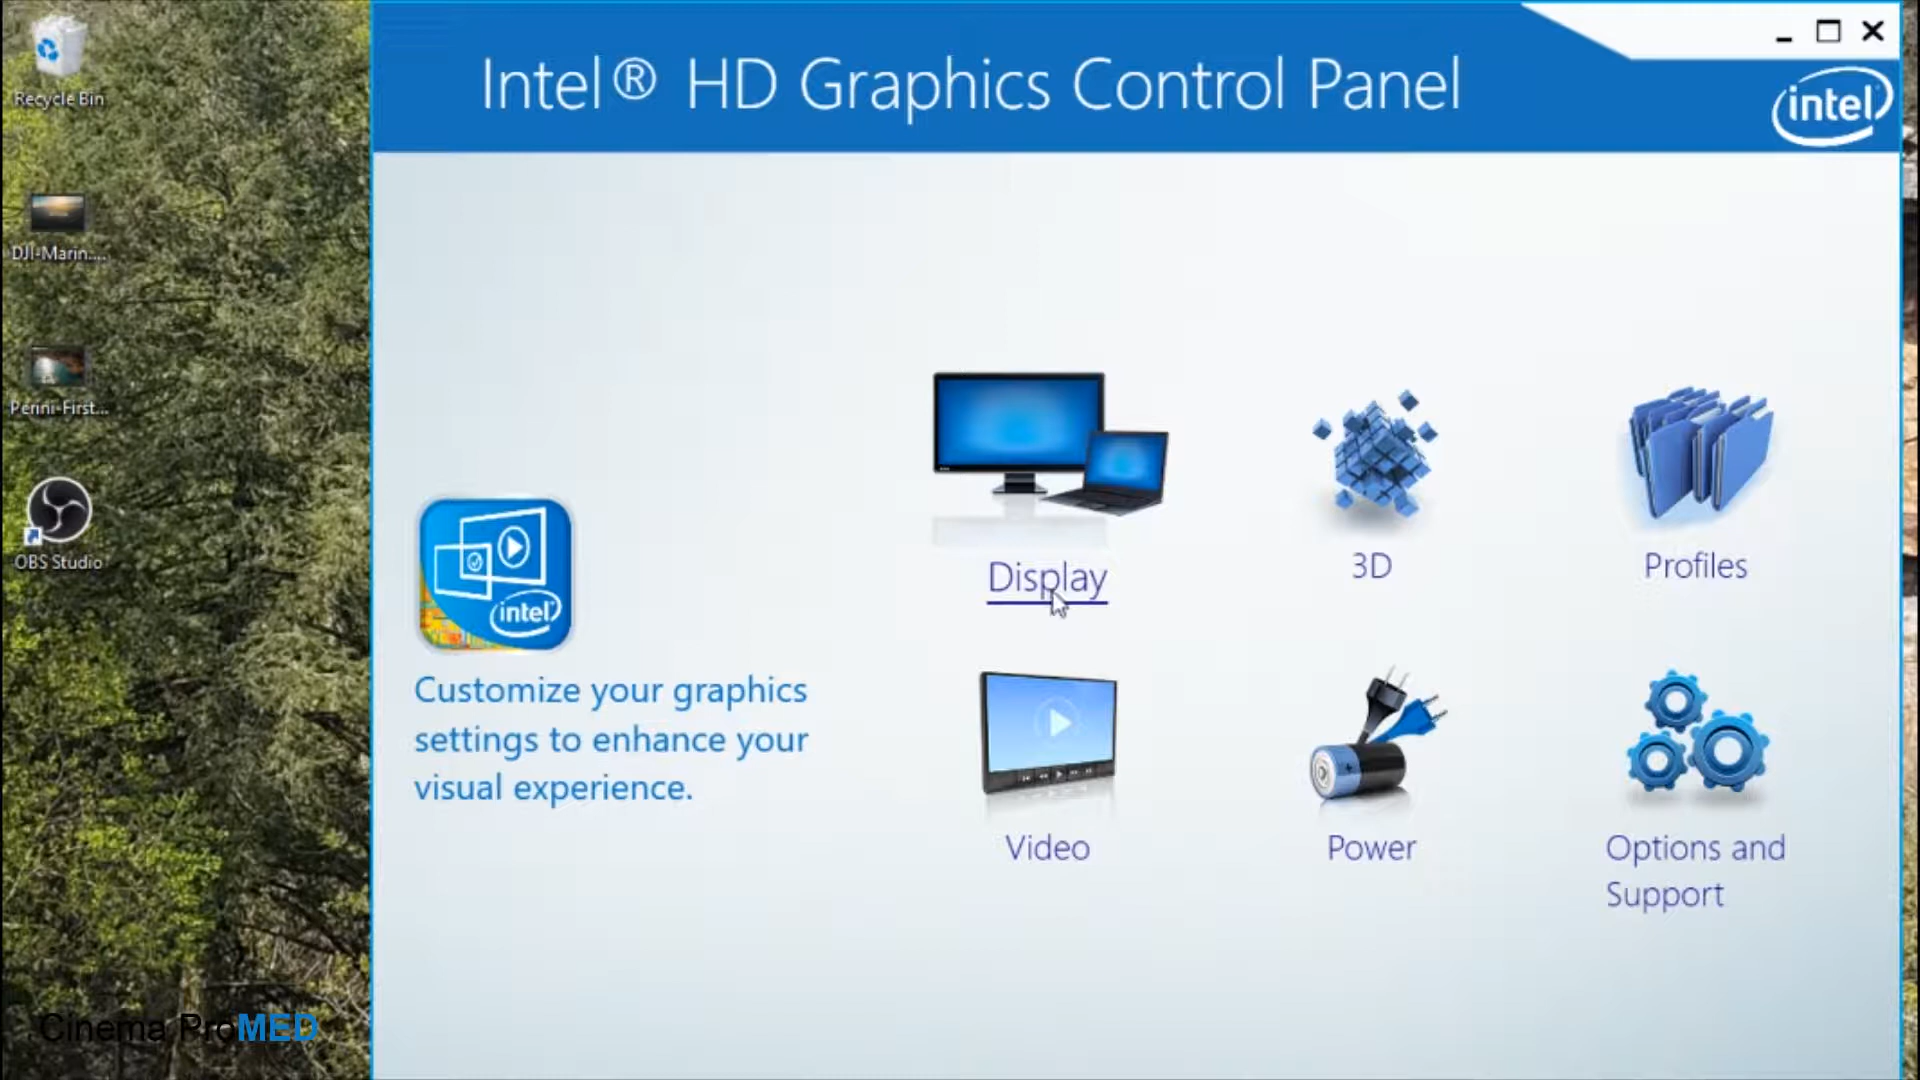 Recycle Bin
DJI-Marin....
Perini-First...
OBS Studio
Cinema ProMED
Intel® HD Graphics Control Panel
intel
intel
Customize your graphics
settings to enhance your
visual experience.
Display
3D
Profiles
Video
Power
Options and
Support